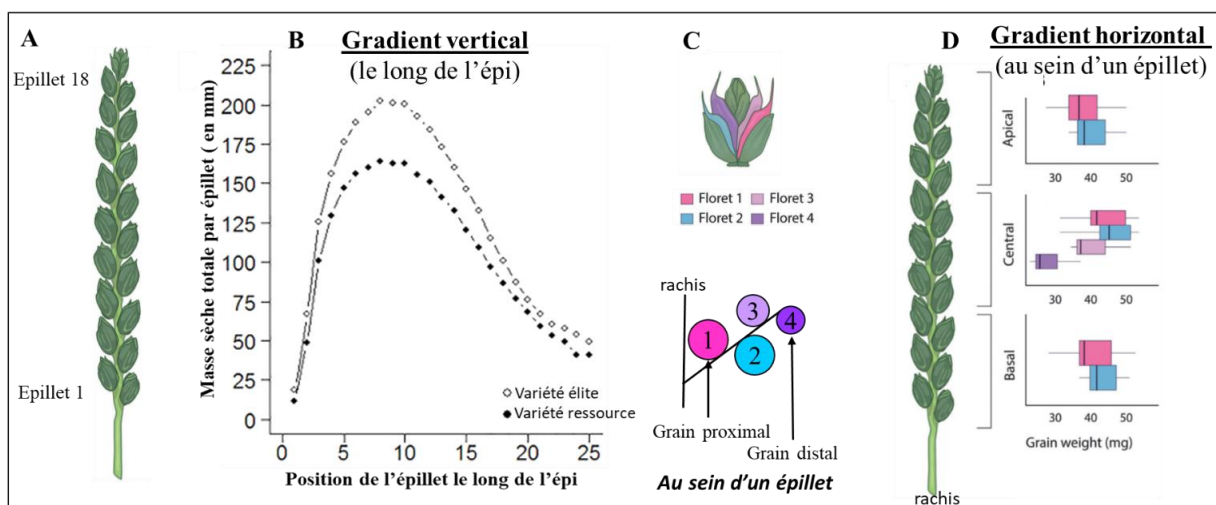 A
Epillet 18
Epillet 1
B
Gradient vertical
(le long de l'épi)
Masse sèche totale par épillet ( en mm)
225
200
175
150
125
100
75
50
25
0
Variété élite
Variété ressource
0 5 10 15 20 25
Position de l'épillet le long de l'épi
C
Floret 1 Floret 3
Floret 2 Floret 4
rachis
1 2 3 4
Grain proximal
Grain distal
Au sein d'un épillet
D
Gradient horizontal
(au sein d'un épillet)
Apical
30 40 50
Central
30 40 50
Basal
30 40 50
Grain weight (mg)
rachis